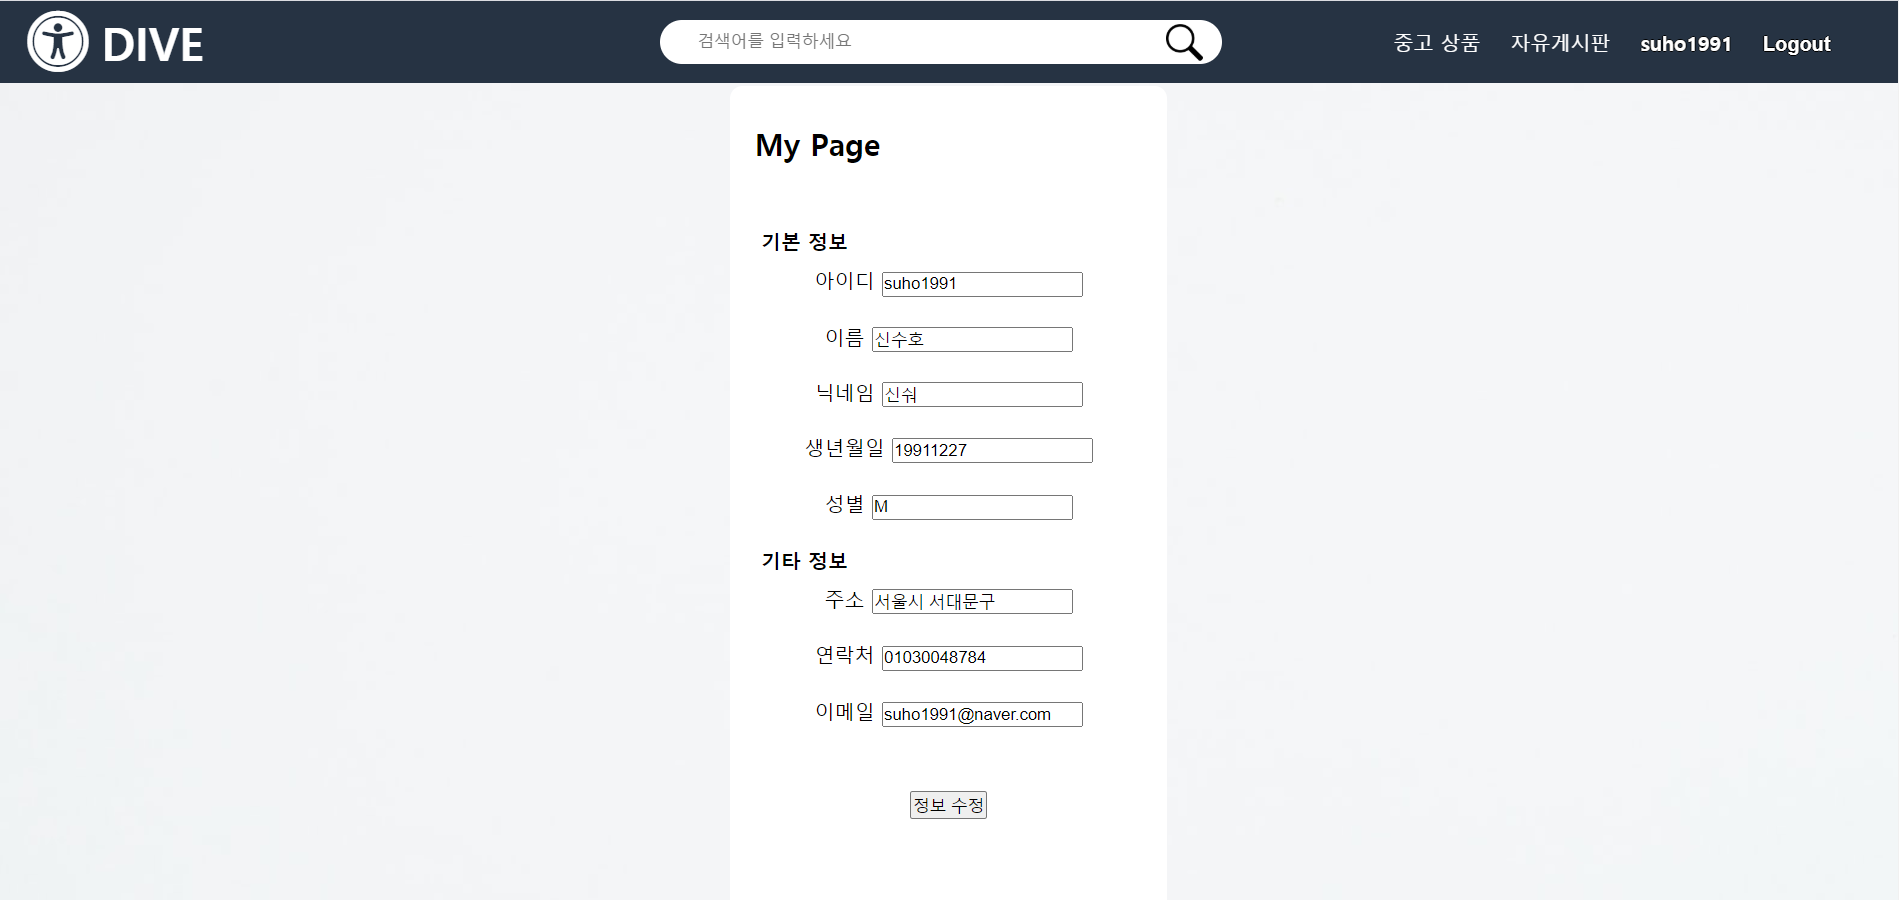 DIVE
검색어를 입력하세요
중고 상품 자유게시판 suho1991 Logout
My Page
기본 정보
아이디 suho1991
이름 신수호
닉네임 신숴
생년월일 19911227
성별 M
기타 정보
주소 서울시 서대문구
연락처 01030048784
이메일 suho1991@naver.com
정보 수정